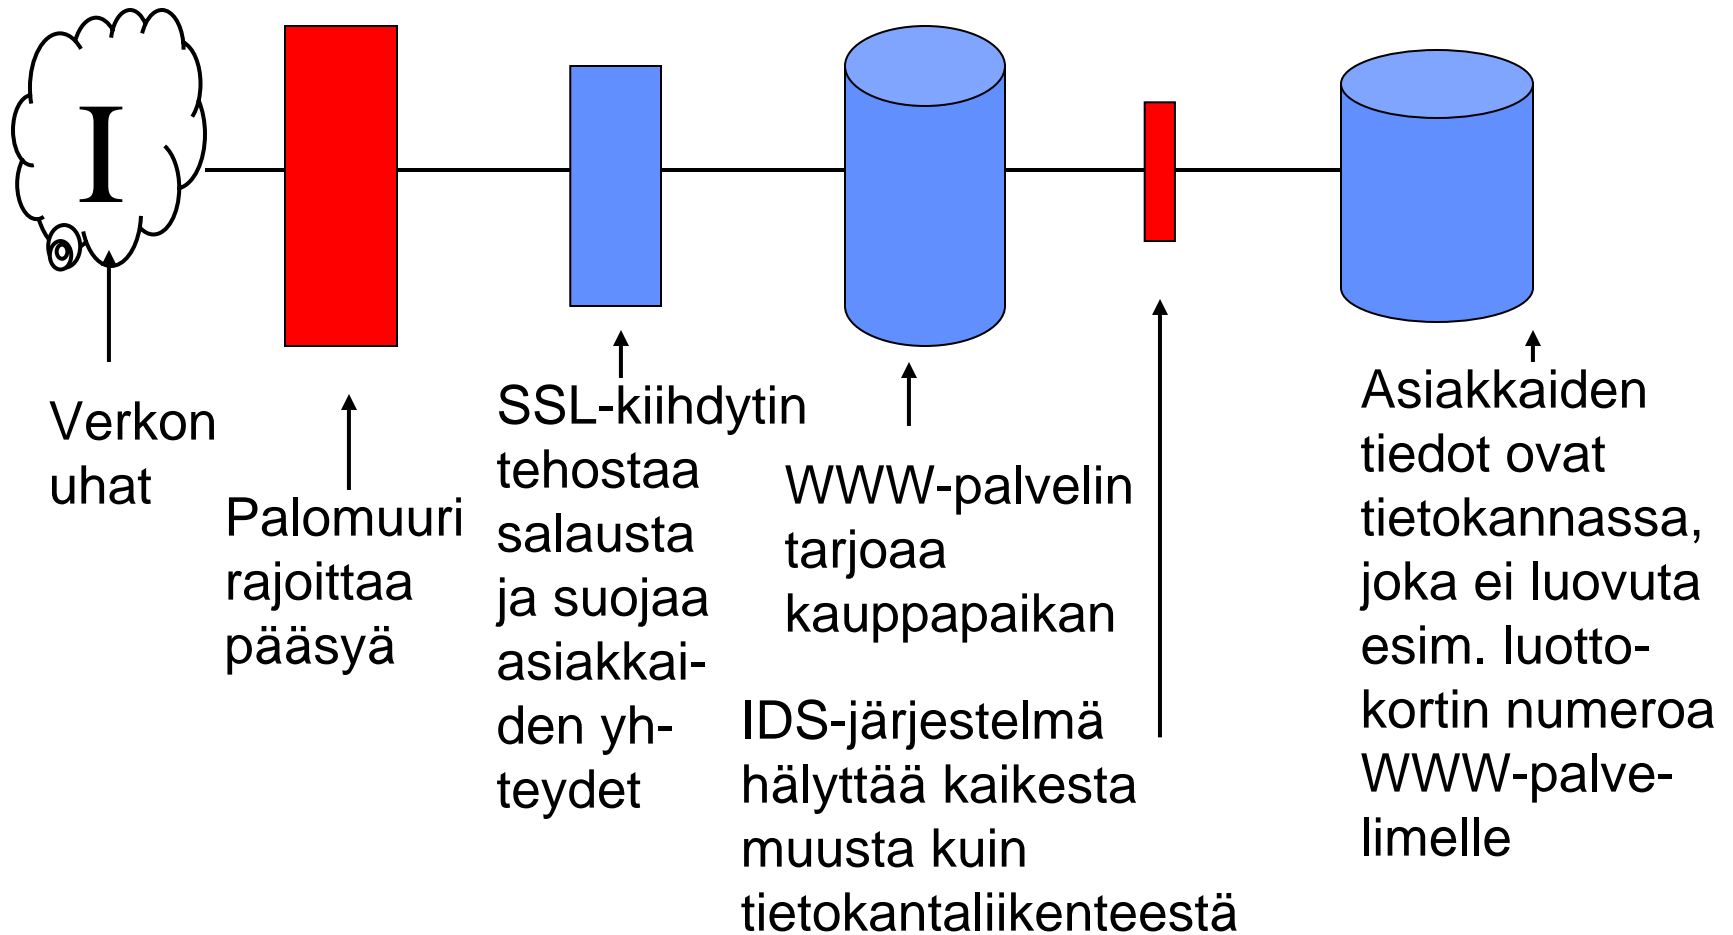 I
Verkon
uhat
Palomuuri
rajoittaa
pääsyä
SSL-kiihdytin
tehostaa
salausta
ja suojaa
asiakkai-
den yh-
teydet
WWW-palvelin
tarjoaa
kauppapaikan
IDS-järjestelmä
hälyttää kaikesta
muusta kuin
tietokantaliikenteestä
Asiakkaiden
tiedot ovat
tietokannassa,
joka ei luovuta
esim. luotto-
kortin numeroa
WWW-palve-
limelle